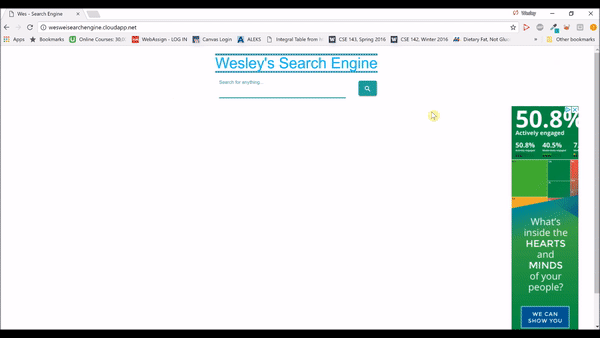 Wes - Search Engine
Wesley
wesweisearchengine.cloudapp.net
Apps
Bookmarks
Online Courses: 30,0
WebAssign - LOG IN
Canvas Login
ALEKS
Integral Table from h
CSE 143, Spring 2016
CSE 142, Winter 2016
Dietary Fat, Not Glu
»
Other bookmarks
Wesley's Search Engine
Search for anything...
50.8%
Actively engaged
50.8%
40.5%
7.
What's
inside the
HEARTS
and
MINDS
of your
people?
WE CAN
SHOW YOU